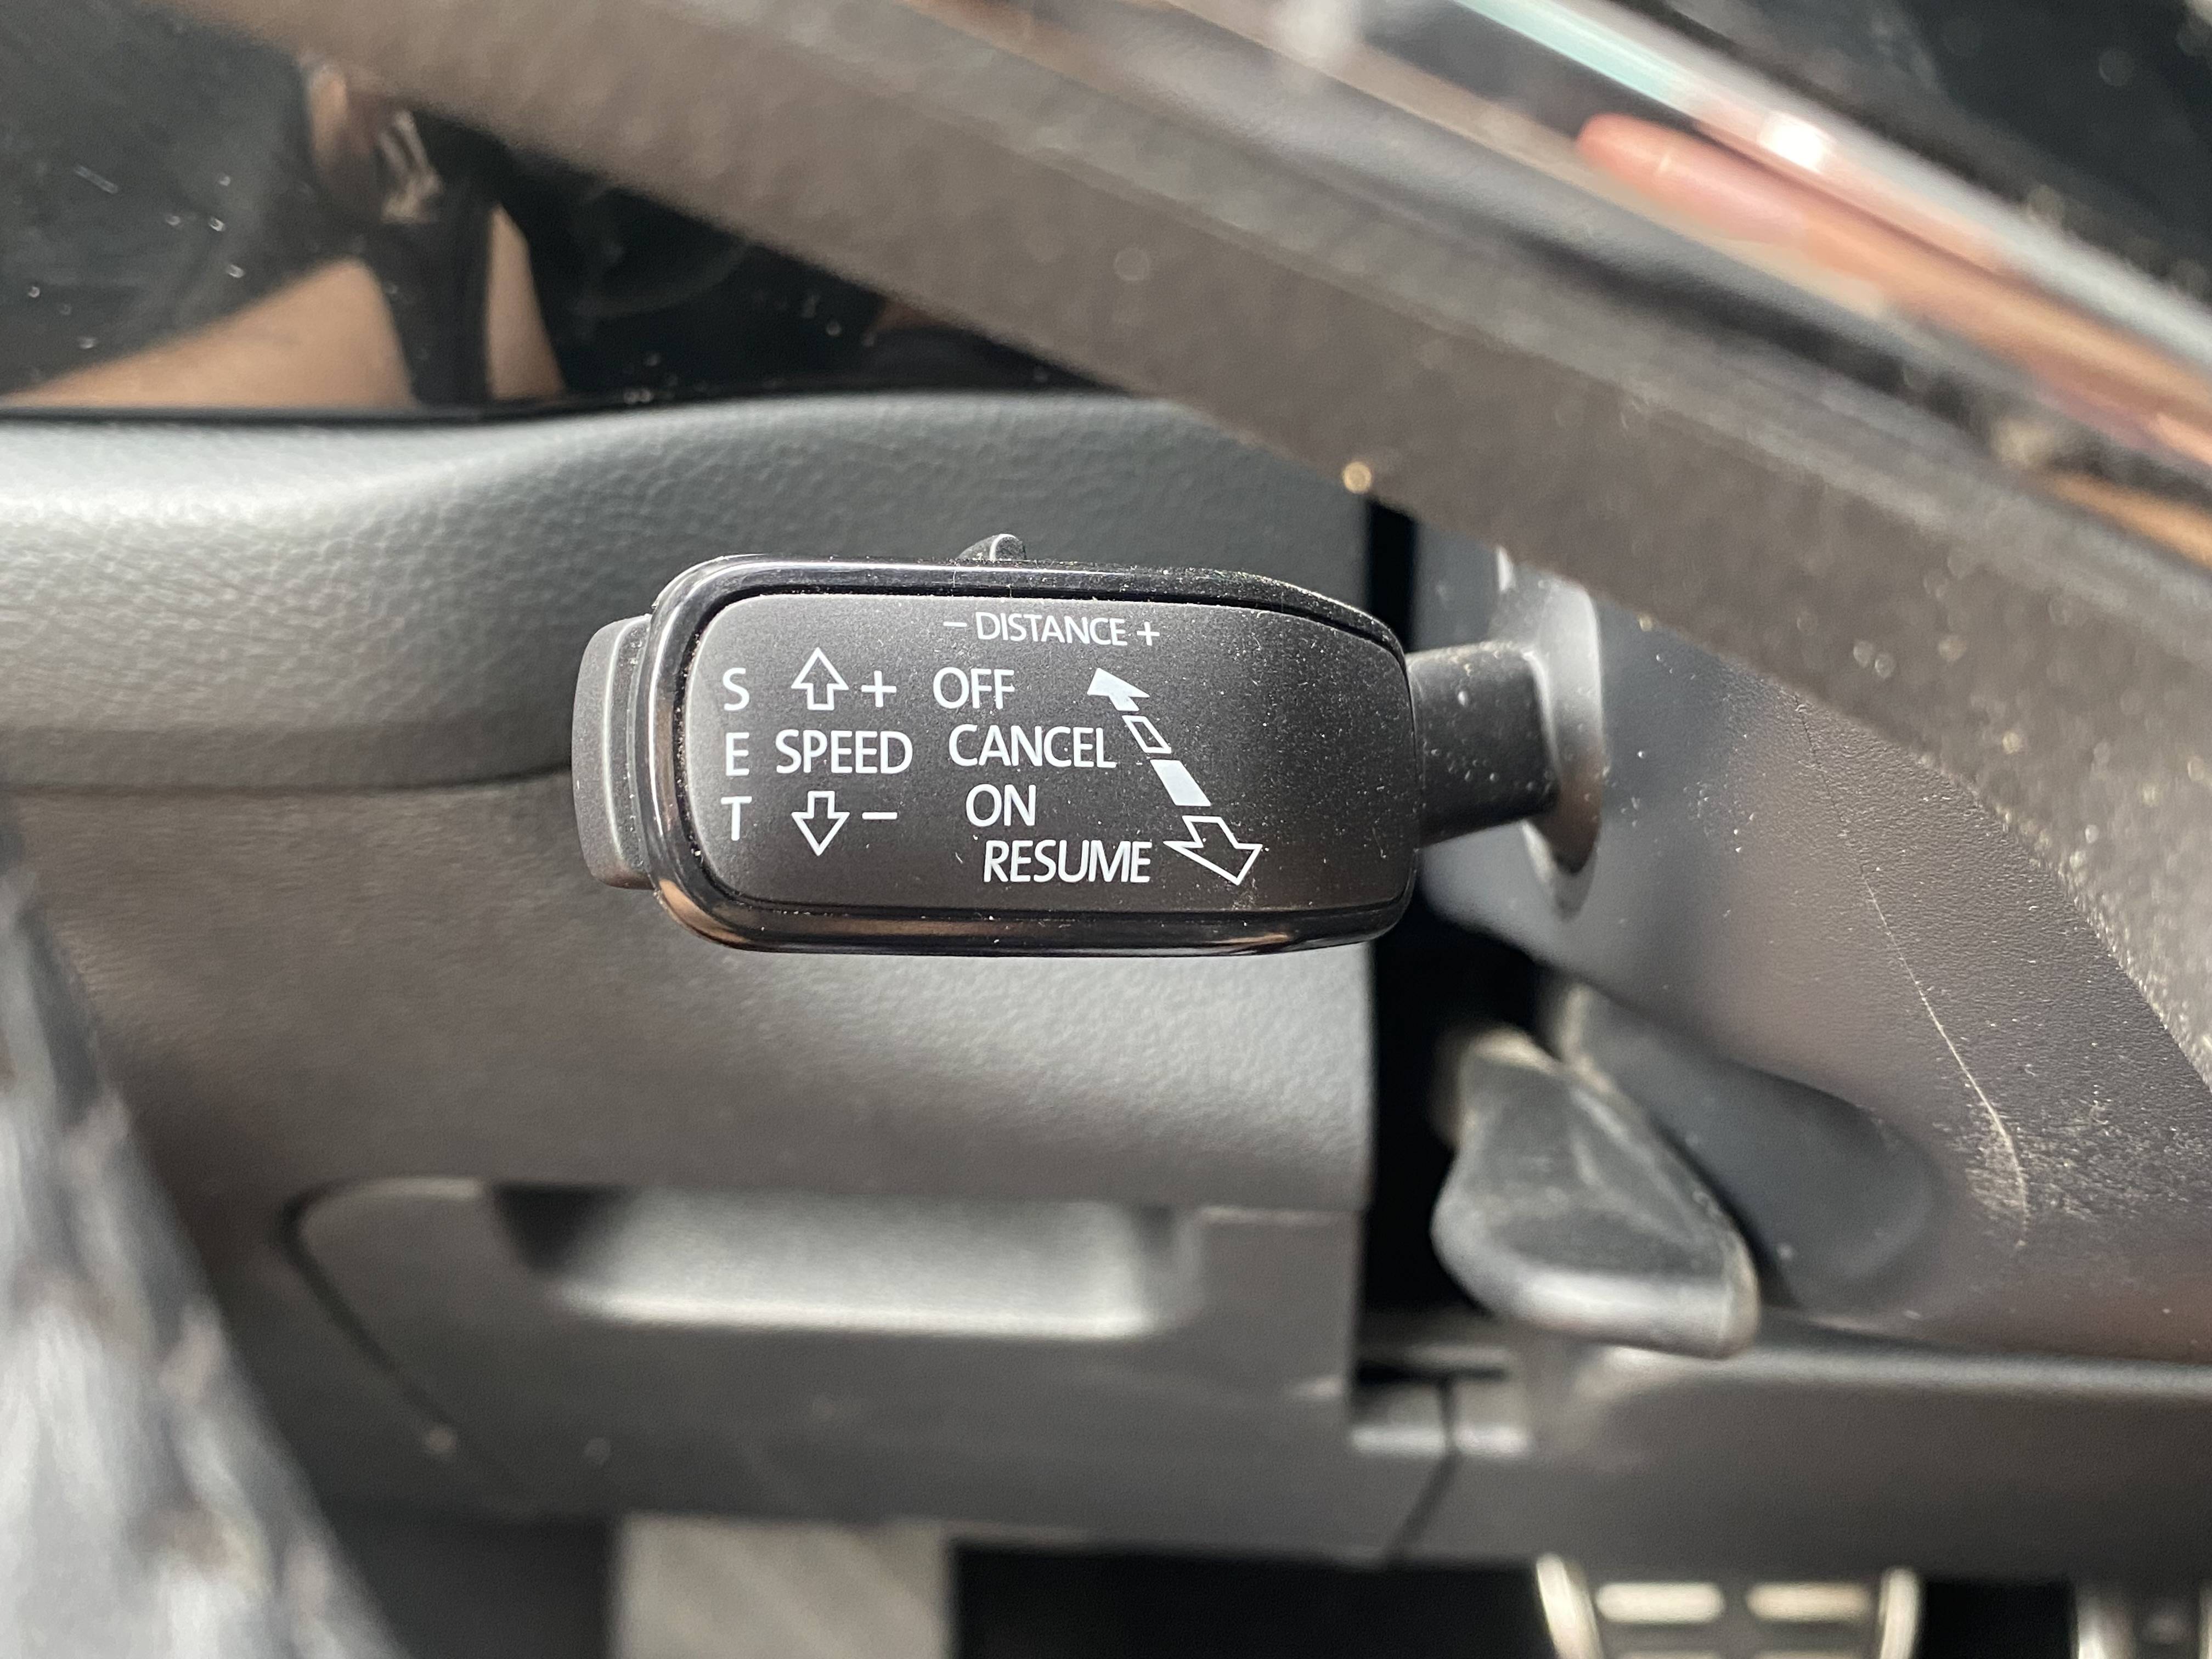 − DISTANCE +
S + OFF
E SPEED CANCEL
T − ON
RESUME